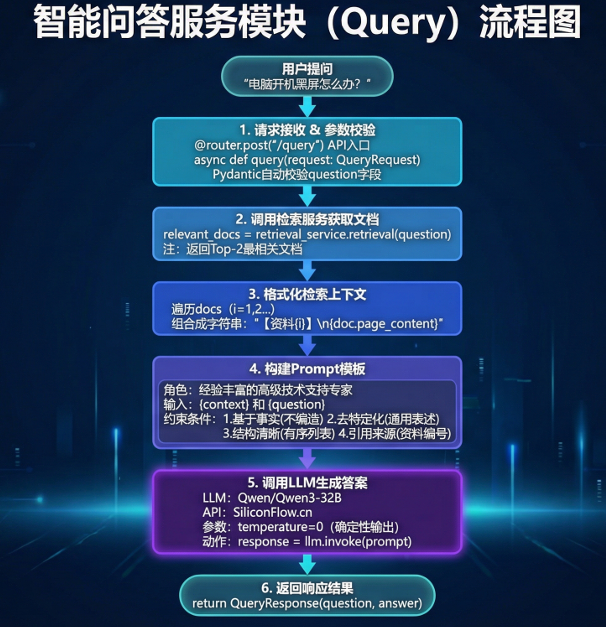 智能问答服务模块（Query）流程图
用户提问
“电脑开机黑屏怎么办？”
1. 请求接收 & 参数校验
@router.post("/query") API入口
async def query(request: QueryRequest)
Pydantic自动校验question字段
2. 调用检索服务获取文档
relevant_docs = retrieval_service.retrieval(question)
注：返回Top-2最相关文档
3. 格式化检索上下文
遍历docs（i=1,2...）
组合成字符串："【资料{i}】\n{doc.page_content}"
4. 构建Prompt模板
角色：经验丰富的高级技术支持专家
输入：{context} 和 {question}
约束条件：1.基于事实(不编造) 2.去特定化(通用表述)
3.结构清晰(有序列表) 4.引用来源(资料编号)
5. 调用LLM生成答案
LLM：Qwen/Qwen3-32B
API：SiliconFlow.cn
参数：temperature=0（确定性输出）
动作：response = llm.invoke(prompt)
6. 返回响应结果
return QueryResponse(question, answer)